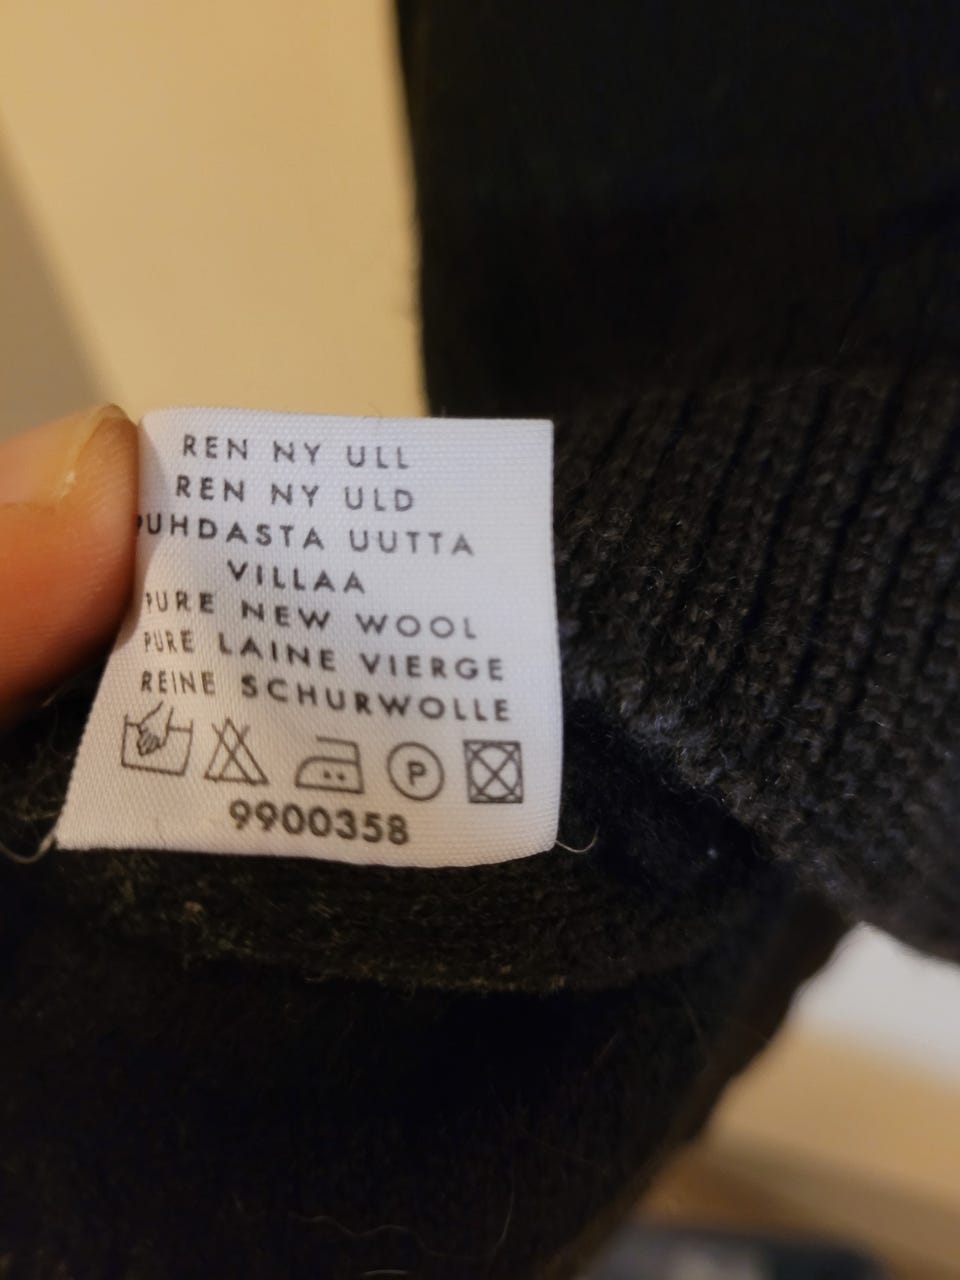 REN NY ULL
REN NY ULD
PUHDASTA UUTTA
VILLAA
PURE NEW WOOL
PURE LAINE VIERGE
REINE SCHURWOLLE
P
9900358